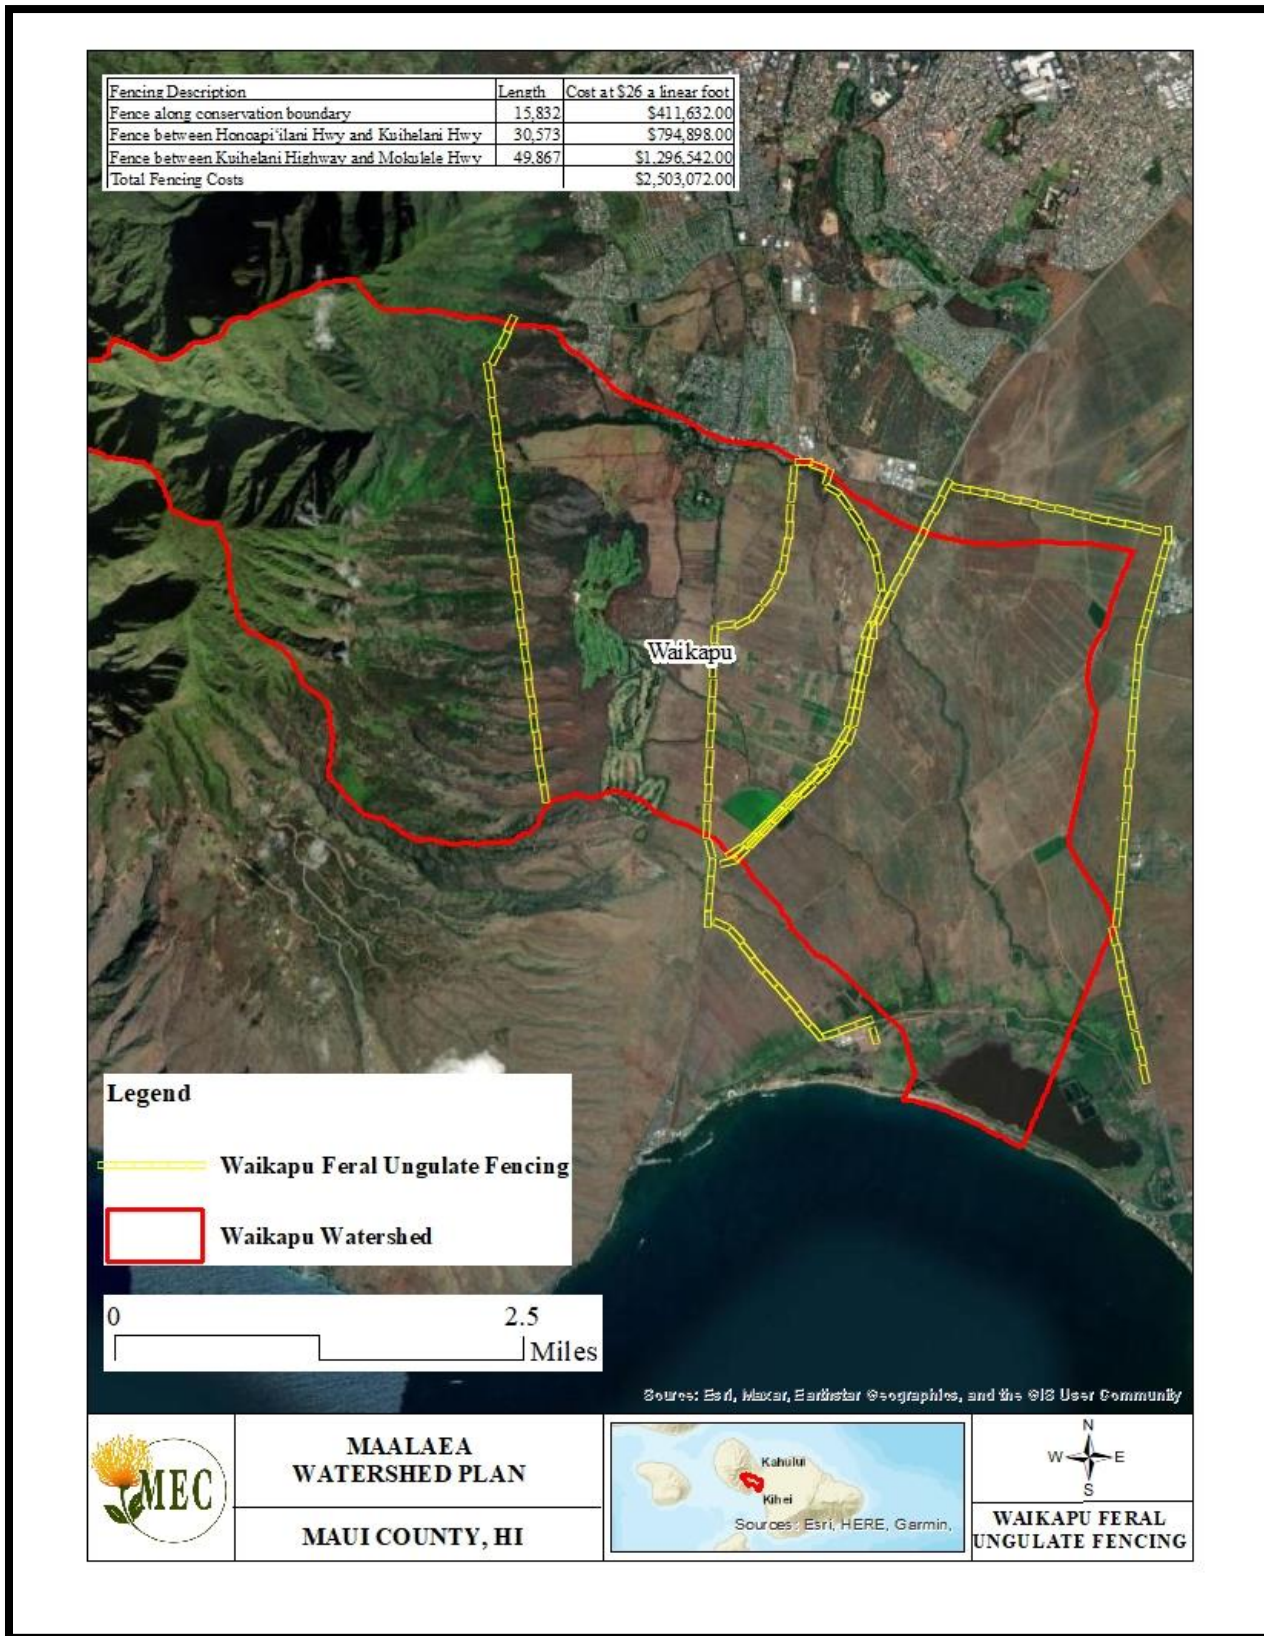 Fencing Description Length Cost at $26 a linear foot
Fence along conservation boundary 15,832 $411,632.00
Fence between Honoapi‘ilani Hwy and Kuihelani Hwy 30,573 $794,898.00
Fence between Kuihelani Highway and Mokulele Hwy 49,867 $1,296,542.00
Total Fencing Costs $2,503,072.00
Waikapu
Legend
Waikapu Feral Ungulate Fencing
Waikapu Watershed
0 2.5
Miles
Source: Esri, Maxar, Earthstar Geographics, and the GIS User Community
MEC
MAALAEA
WATERSHED PLAN
MAUI COUNTY, HI
Kahului
Kihei
Sources: Esri, HERE, Garmin,
N
W E
S
WAIKAPU FERAL
UNGULATE FENCING